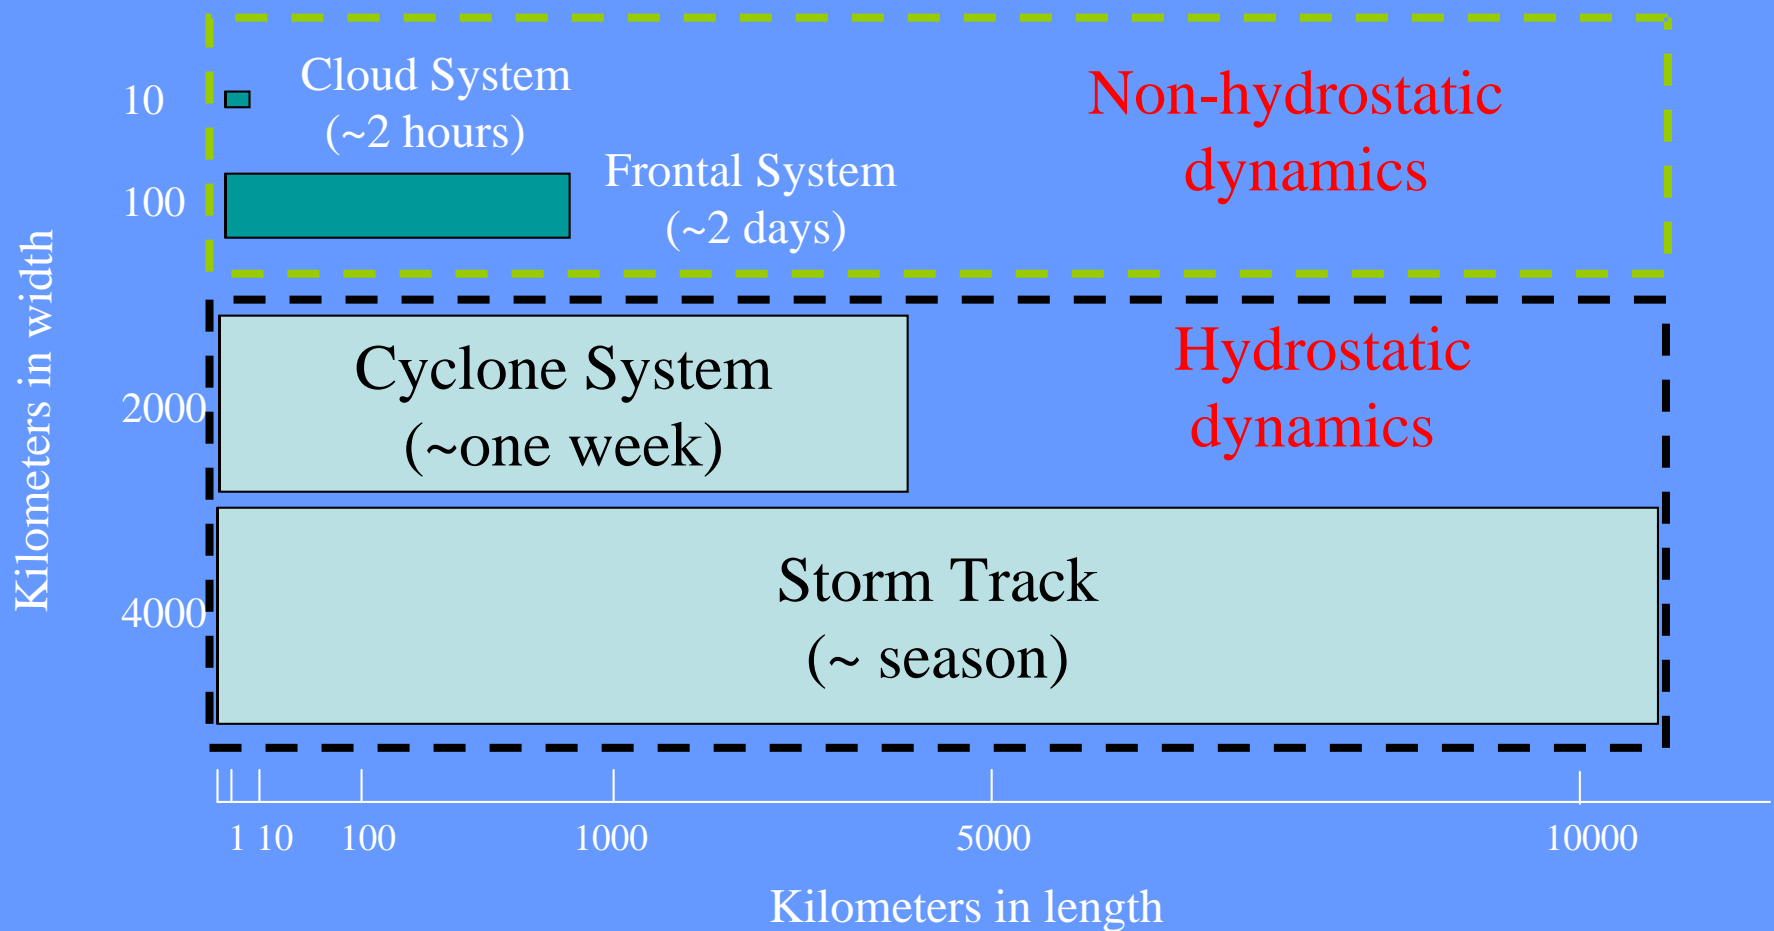 Cloud System
(~2 hours)
Non-hydrostatic
dynamics
10
Frontal System
(~2 days)
100
Kilometers in width
Cyclone System
(~one week)
Hydrostatic
dynamics
2000
Storm Track
(~ season)
4000
1 10 100 1000 5000 10000
Kilometers in length